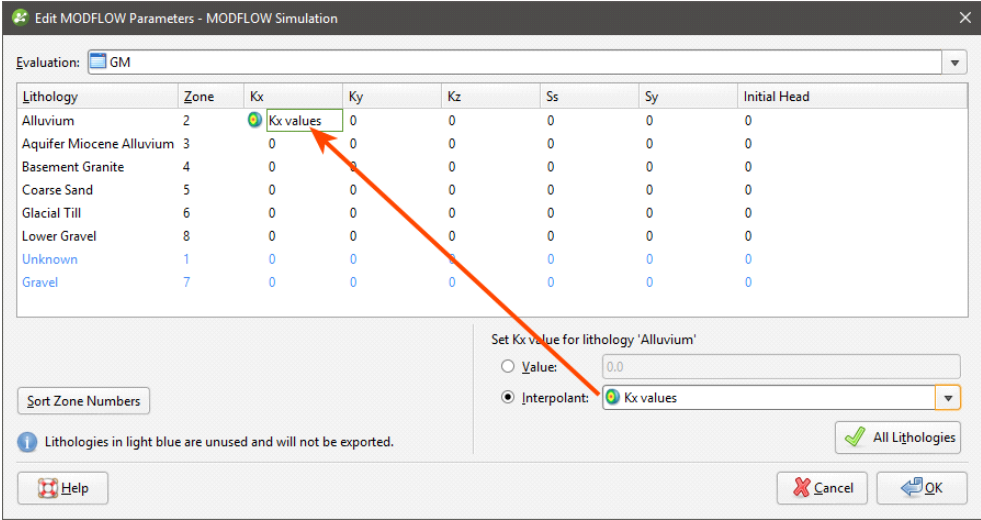 Edit MODFLOW Parameters - MODFLOW Simulation
Evaluation: GM
Lithology Zone Kx Ky Kz Ss Sy Initial Head
Alluvium 2 Kx values 0 0 0 0 0
Aquifer Miocene Alluvium 3 0 0 0 0 0 0
Basement Granite 4 0 0 0 0 0 0
Coarse Sand 5 0 0 0 0 0 0
Glacial Till 6 0 0 0 0 0 0
Lower Gravel 8 0 0 0 0 0 0
Unknown 1 0 0 0 0 0 0
Gravel 7 0 0 0 0 0 0
Set Kx value for lithology 'Alluvium'
Value: 0.0
Interpolant: Kx values
Sort Zone Numbers
Lithologies in light blue are unused and will not be exported.
All Lithologies
Help
Cancel
OK